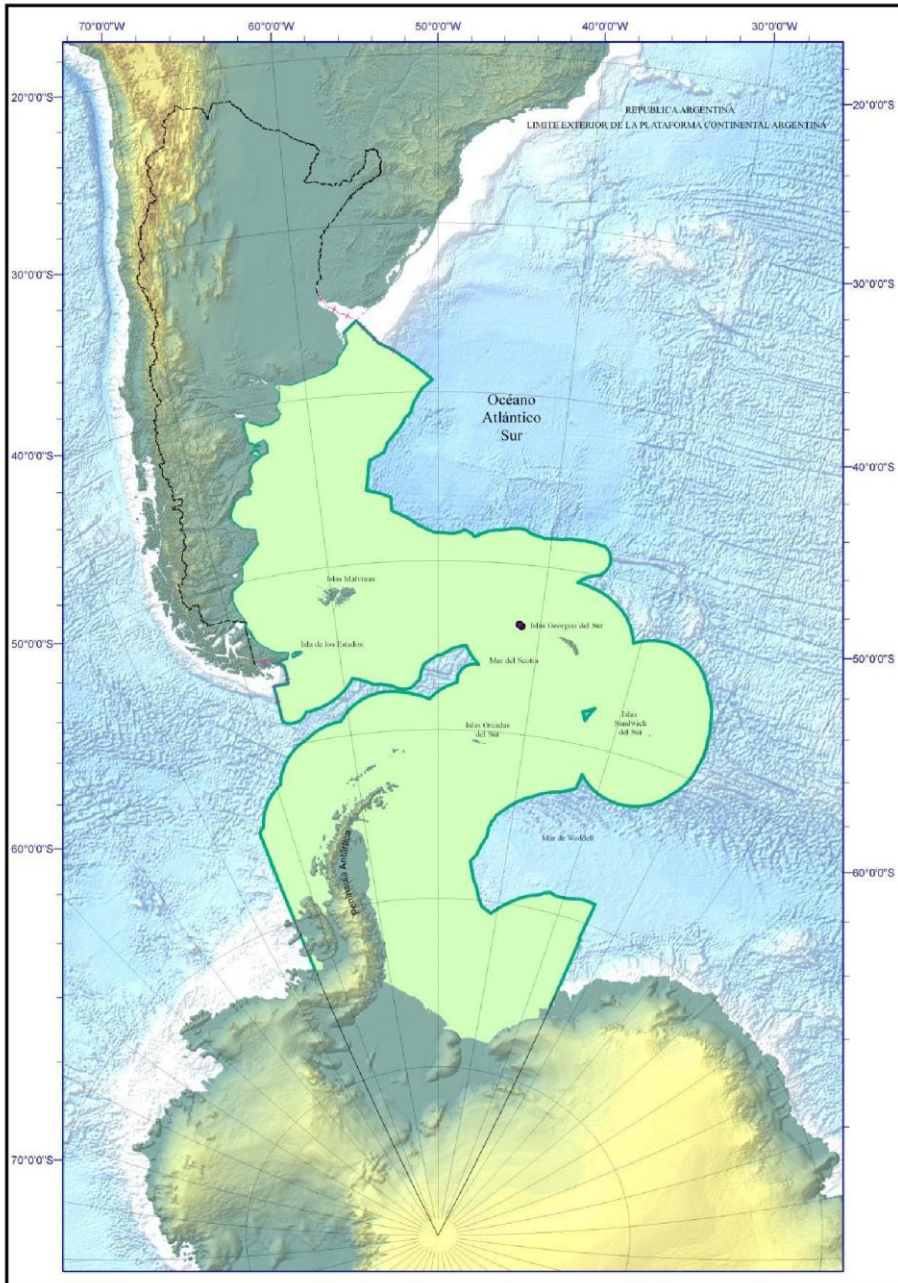 70°0'0"W
60°0'0"W
50°0'0"W
40°0'0"W
30°0'0"W
20°0'0"S
20°0'0"S
REPUBLICA ARGENTINA
LIMITE EXTERIOR DE LA PLATAFORMA CONTINENTAL ARGENTINA
30°0'0"S
30°0'0"S
Océano
Atlántico
Sur
40°0'0"S
40°0'0"S
Islas Malvinas
Islas Georgias del Sur
Isla de los Estados
50°0'0"S
50°0'0"S
Mar del Scotia
Islas
Sandwich
del Sur
Islas Orcadas
del Sur
Mar de Weddell
Península Antártica
60°0'0"S
60°0'0"S
70°0'0"S